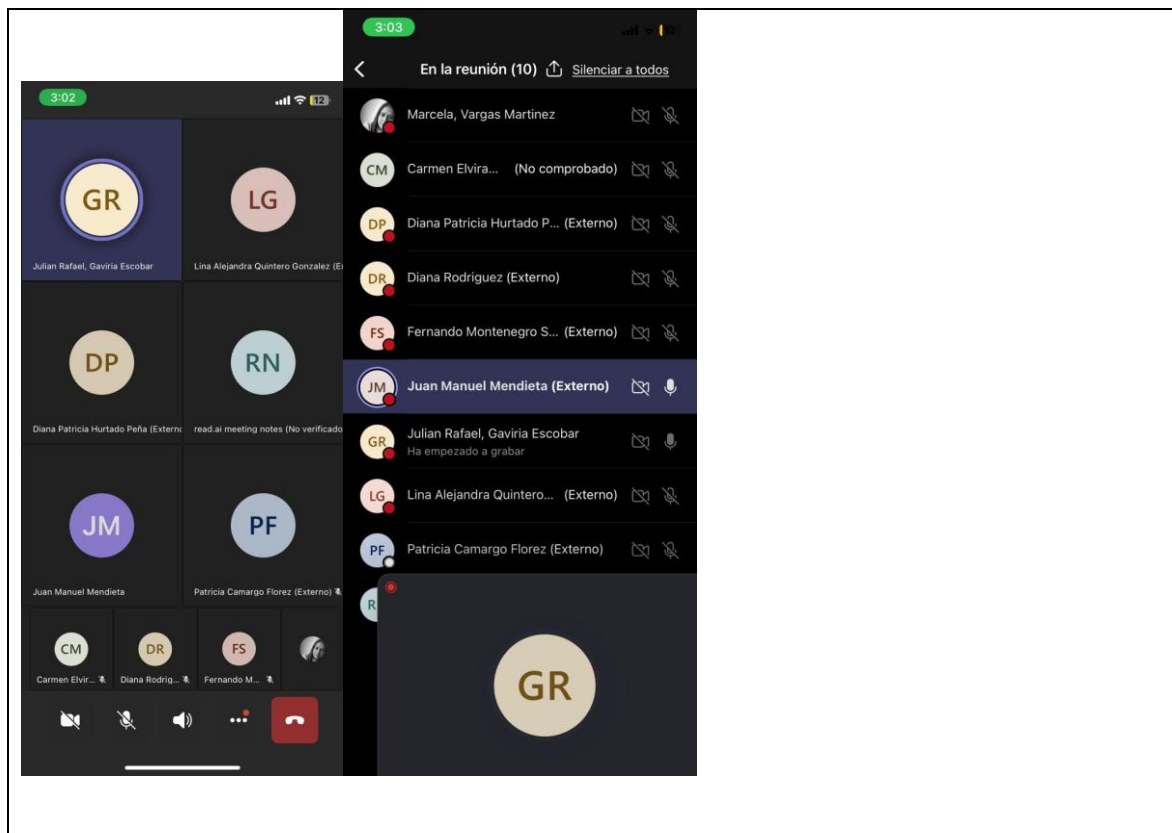 3:02
12
GR
LG
Julian Rafael, Gaviria Escobar
Lina Alejandra Quintero Gonzalez (E
DP
RN
Diana Patricia Hurtado Peña (Externo
read.ai meeting notes (No verificado
JM
PF
Juan Manuel Mendieta
Patricia Camargo Florez (Externo)
CM
DR
FS
Carmen Elvir...
Diana Rodrig...
Fernando M...
3:03
12
En la reunión (10)
Silenciar a todos
Marcela, Vargas Martinez
CM
Carmen Elvira... (No comprobado)
DP
Diana Patricia Hurtado P... (Externo)
DR
Diana Rodriguez (Externo)
FS
Fernando Montenegro S... (Externo)
JM
Juan Manuel Mendieta (Externo)
GR
Julian Rafael, Gaviria Escobar
Ha empezado a grabar
LG
Lina Alejandra Quintero... (Externo)
PF
Patricia Camargo Florez (Externo)
R
GR